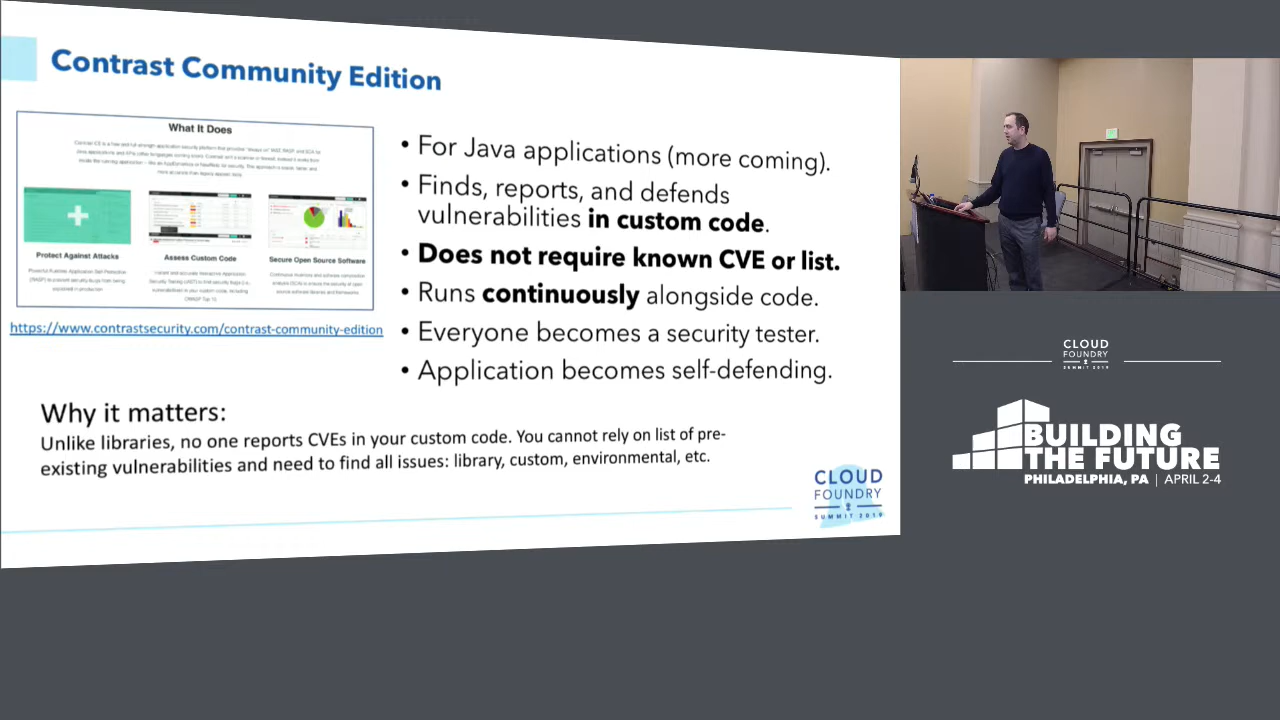 Contrast Community Edition
What It Does
Protect Against Attacks
Assess Custom Code
Secure Open Source Software
https://www.contrastsecurity.com/contrast-community-edition
• For Java applications (more coming).
• Finds, reports, and defends
vulnerabilities in custom code.
• Does not require known CVE or list.
• Runs continuously alongside code.
• Everyone becomes a security tester.
• Application becomes self-defending.
Why it matters:
Unlike libraries, no one reports CVEs in your custom code. You cannot rely on list of pre-
existing vulnerabilities and need to find all issues: library, custom, environmental, etc.
CLOUD
FOUNDRY
SUMMIT 2019
CLOUD
FOUNDRY
SUMMIT 2019
BUILDING
THE FUTURE
PHILADELPHIA, PA | APRIL 2-4